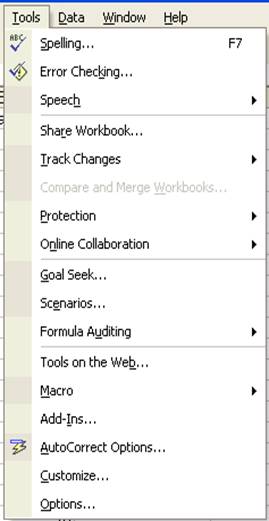 Tools Data Window Help
ABC Spelling... F7
Error Checking...
Speech
Share Workbook...
Track Changes
Compare and Merge Workbooks...
Protection
Online Collaboration
Goal Seek...
Scenarios...
Formula Auditing
Tools on the Web...
Macro
Add-Ins...
AutoCorrect Options...
Customize...
Options...